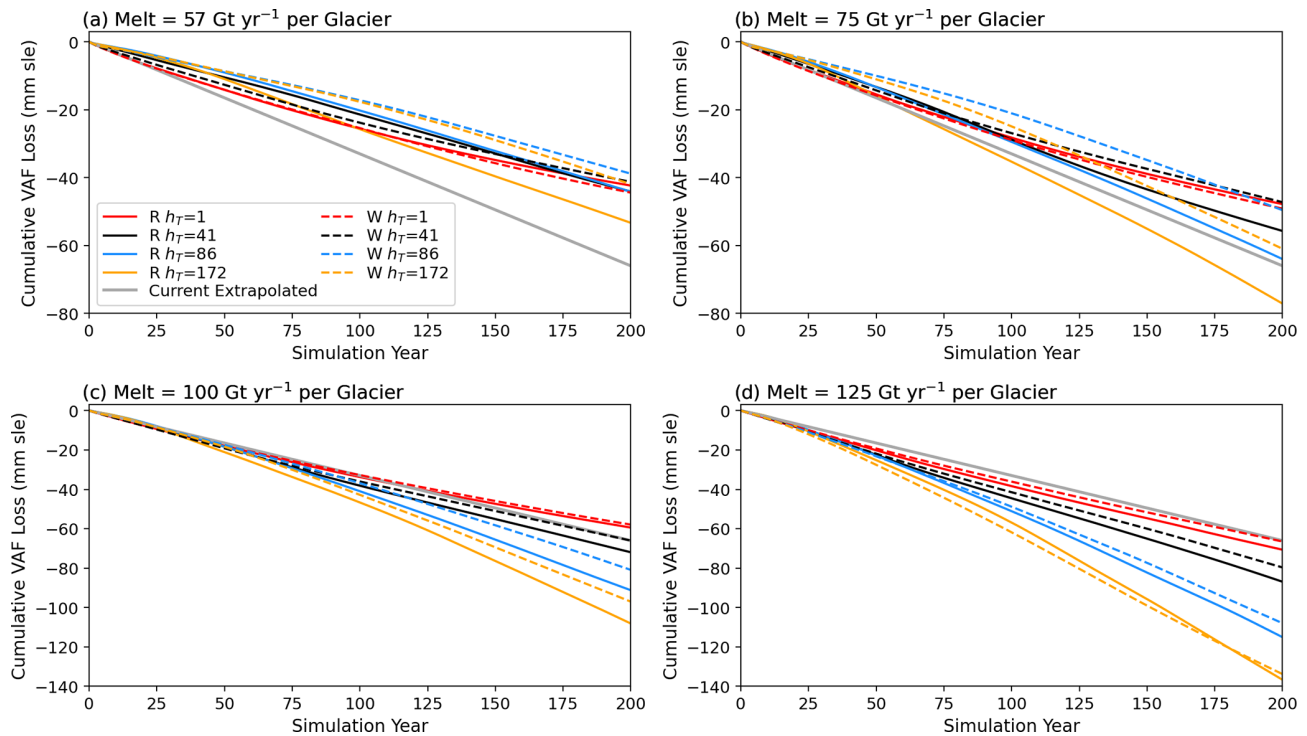 (a) Melt = 57 Gt yr⁻¹ per Glacier
0
−20
−40
−60
−80
Cumulative VAF Loss (mm sle)
R h_T=1
R h_T=41
R h_T=86
R h_T=172
Current Extrapolated
W h_T=1
W h_T=41
W h_T=86
W h_T=172
0 25 50 75 100 125 150 175 200
Simulation Year
(b) Melt = 75 Gt yr⁻¹ per Glacier
0
−20
−40
−60
−80
Cumulative VAF Loss (mm sle)
0 25 50 75 100 125 150 175 200
Simulation Year
(c) Melt = 100 Gt yr⁻¹ per Glacier
0
−20
−40
−60
−80
−100
−120
−140
Cumulative VAF Loss (mm sle)
0 25 50 75 100 125 150 175 200
Simulation Year
(d) Melt = 125 Gt yr⁻¹ per Glacier
0
−20
−40
−60
−80
−100
−120
−140
Cumulative VAF Loss (mm sle)
0 25 50 75 100 125 150 175 200
Simulation Year